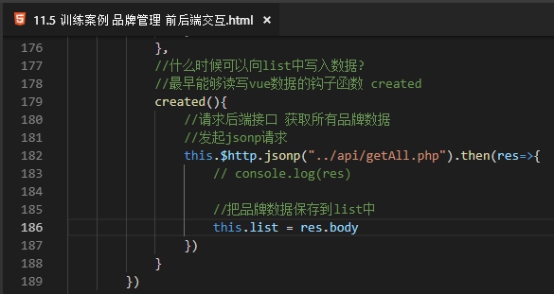 11.5 训练案例 品牌管理 前后端交互.html ×
176 },
177 //什么时候可以向list中写入数据?
178 //最早能够读写vue数据的钩子函数 created
179 created(){
180 //请求后端接口 获取所有品牌数据
181 //发起jsonp请求
182 this.$http.jsonp("../api/getAll.php").then(res=>{
183 // console.log(res)
184
185 //把品牌数据保存到list中
186 this.list = res.body
187 })
188 }
189 })